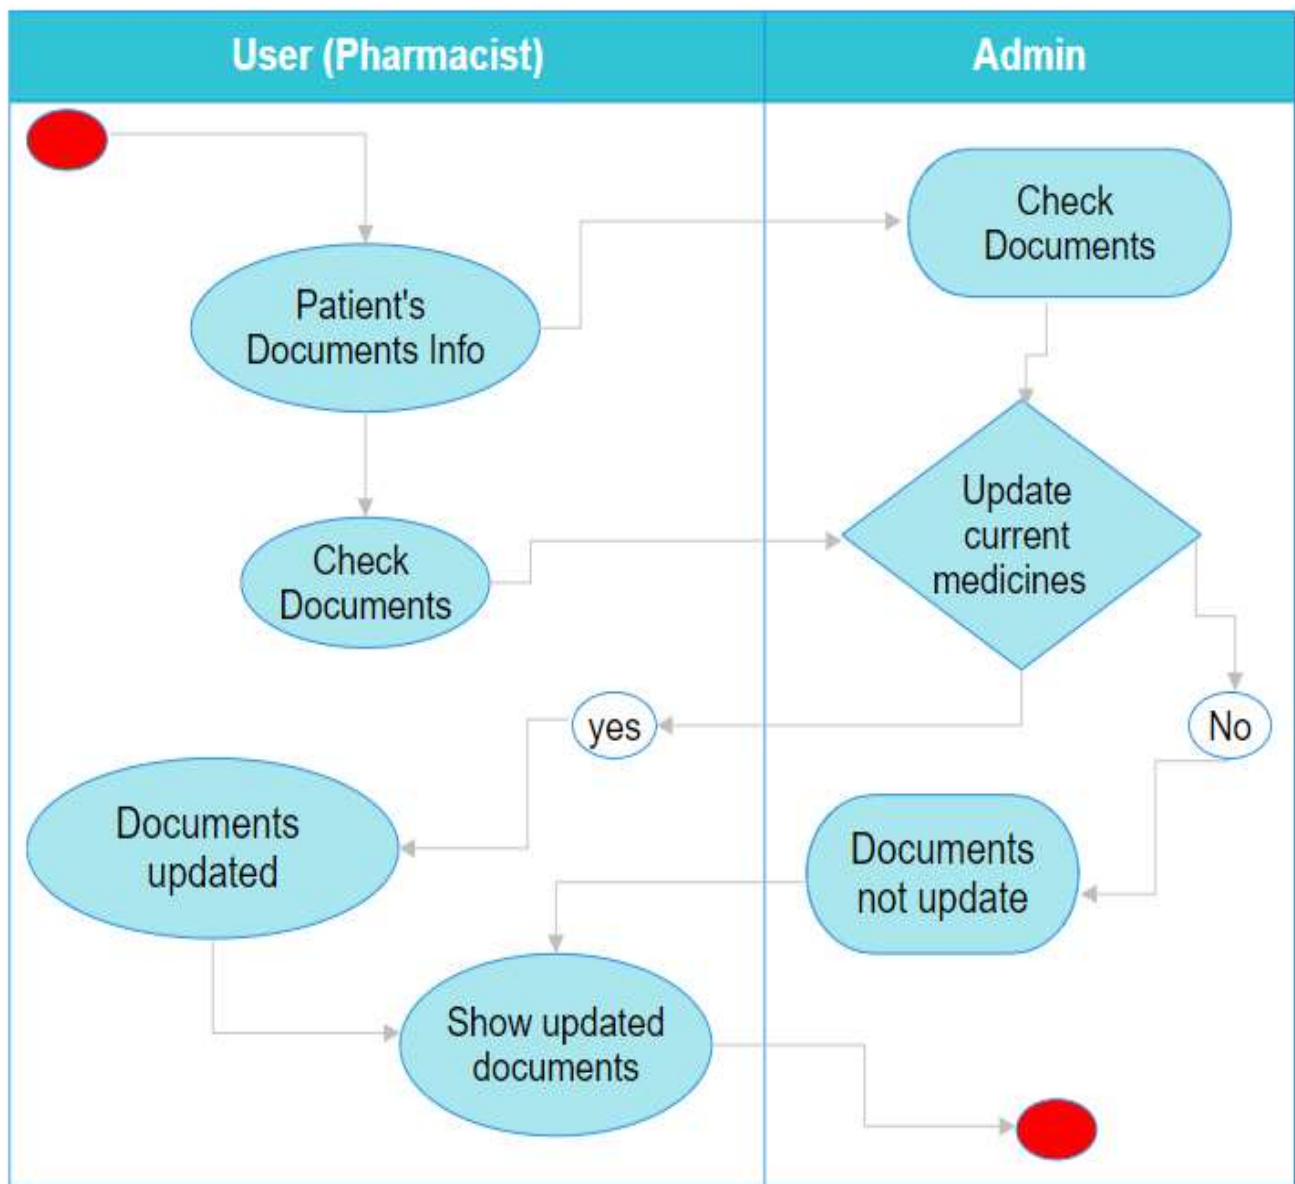 User (Pharmacist)
Admin
Check
Documents
Patient's
Documents Info
Update
current
medicines
Check
Documents
yes
No
Documents
updated
Documents
not update
Show updated
documents